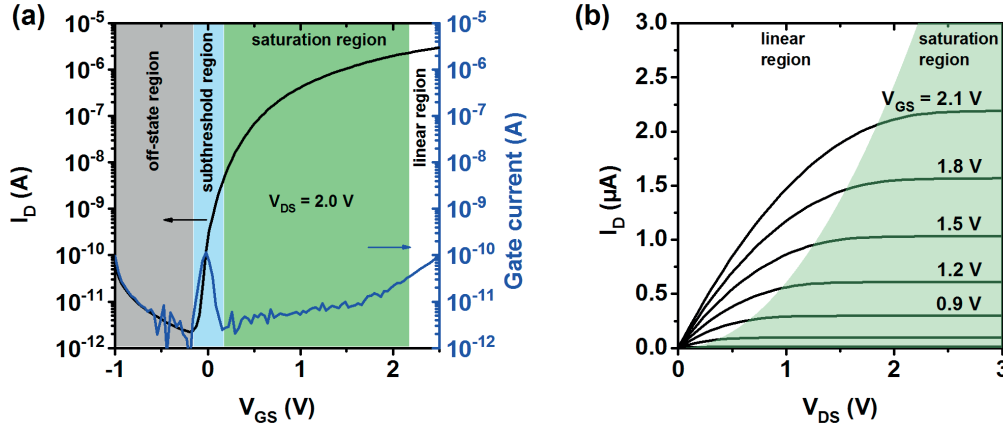 (a)
10⁻⁵
10⁻⁶
10⁻⁷
10⁻⁸
10⁻⁹
10⁻¹⁰
10⁻¹¹
10⁻¹²
I_D (A)
off-state region
subthreshold region
saturation region
linear region
V_DS = 2.0 V
10⁻⁵
10⁻⁶
10⁻⁷
10⁻⁸
10⁻⁹
10⁻¹⁰
10⁻¹¹
10⁻¹²
Gate current (A)
-1
0
1
2
V_GS (V)
(b)
3.0
2.5
2.0
1.5
1.0
0.5
0.0
I_D (µA)
linear
region
saturation
region
V_GS = 2.1 V
1.8 V
1.5 V
1.2 V
0.9 V
0
1
2
3
V_DS (V)